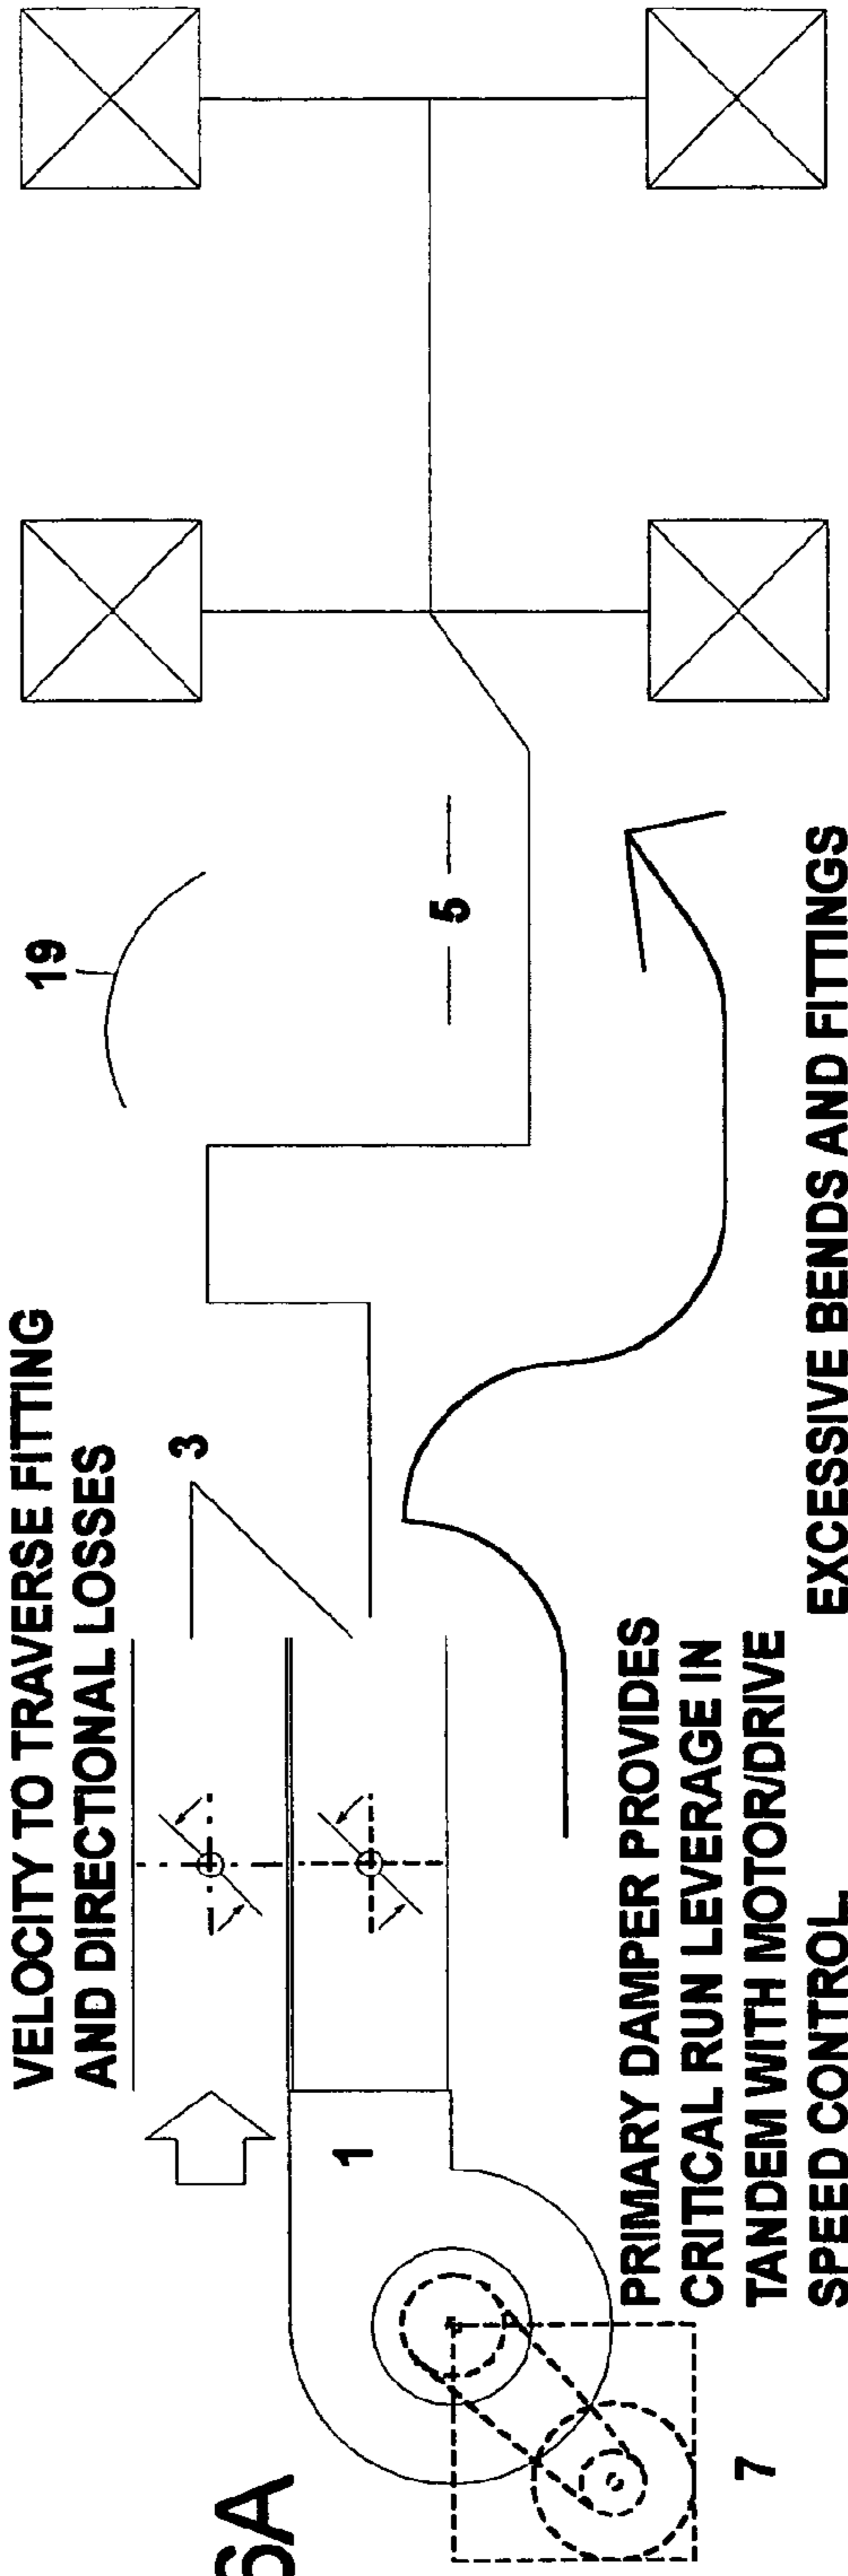 6A
VELOCITY TO TRAVERSE FITTING
AND DIRECTIONAL LOSSES
19
3
1
5
7
PRIMARY DAMPER PROVIDES
CRITICAL RUN LEVERAGE IN
TANDEM WITH MOTOR/DRIVE
SPEED CONTROL.
EXCESSIVE BENDS AND FITTINGS